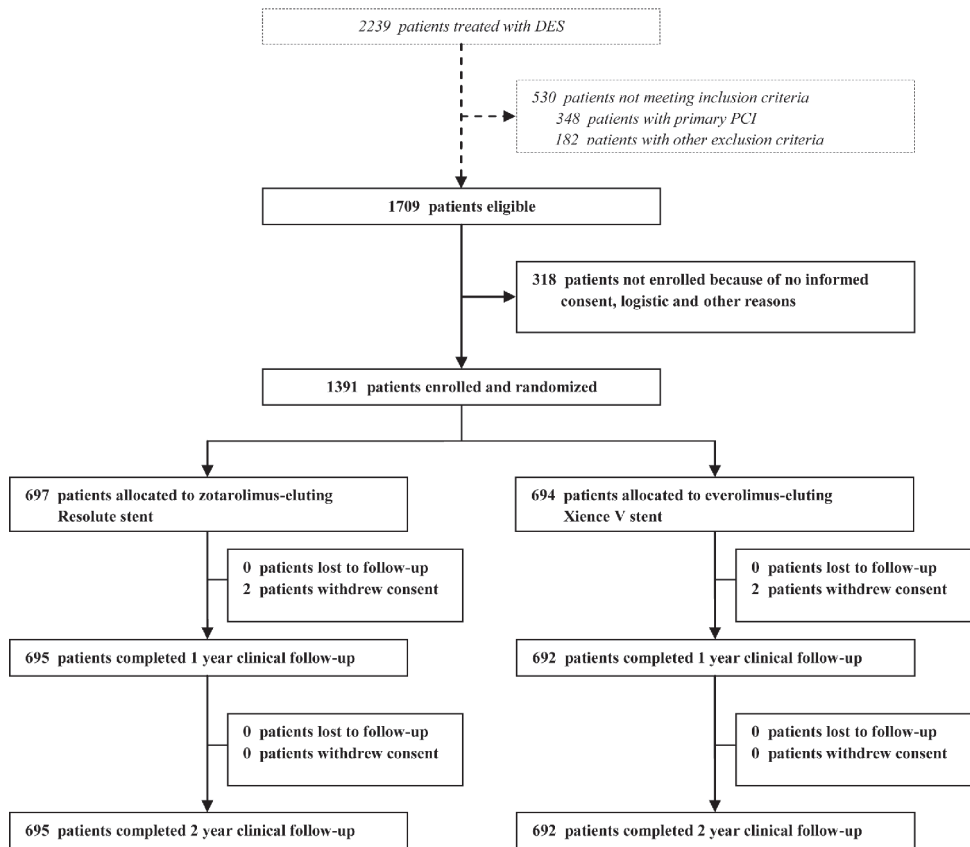 2239 patients treated with DES
530 patients not meeting inclusion criteria
348 patients with primary PCI
182 patients with other exclusion criteria
1709 patients eligible
318 patients not enrolled because of no informed
consent, logistic and other reasons
1391 patients enrolled and randomized
697 patients allocated to zotarolimus-eluting
Resolute stent
694 patients allocated to everolimus-eluting
Xience V stent
0 patients lost to follow-up
2 patients withdrew consent
0 patients lost to follow-up
2 patients withdrew consent
695 patients completed 1 year clinical follow-up
692 patients completed 1 year clinical follow-up
0 patients lost to follow-up
0 patients withdrew consent
0 patients lost to follow-up
0 patients withdrew consent
695 patients completed 2 year clinical follow-up
692 patients completed 2 year clinical follow-up